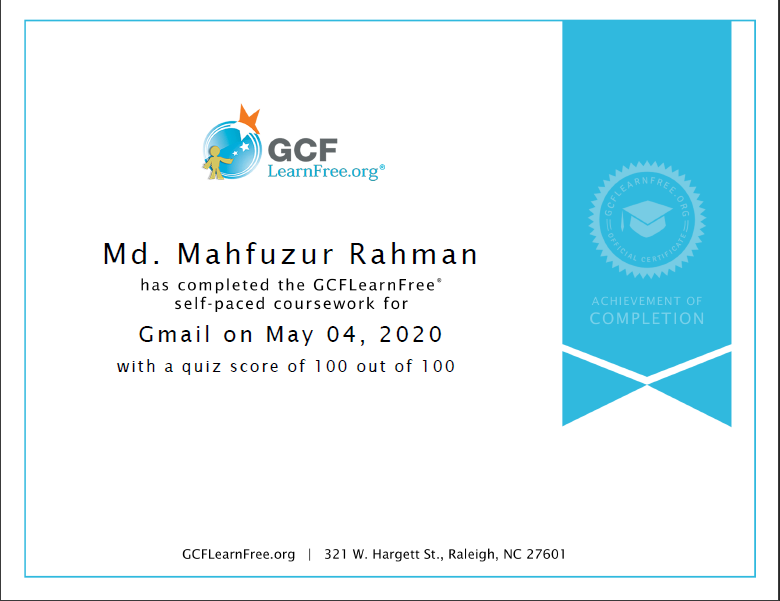 GCF
LearnFree.org®
Md. Mahfuzur Rahman
has completed the GCFLearnFree®
self-paced coursework for
Gmail on May 04, 2020
with a quiz score of 100 out of 100
GCFLEARNFREE.ORG
OFFICIAL CERTIFICATE
ACHIEVEMENT OF
COMPLETION
GCFLearnFree.org | 321 W. Hargett St., Raleigh, NC 27601